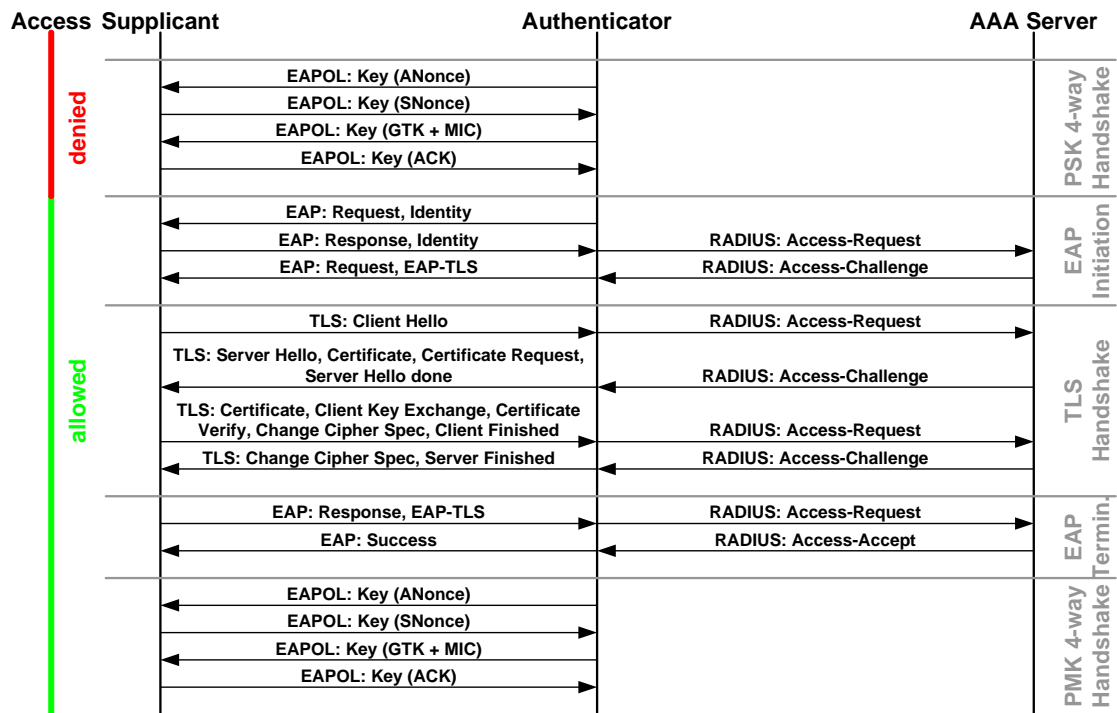 Access Supplicant Authenticator AAA Server
denied
EAPOL: Key (ANonce)
EAPOL: Key (SNonce)
EAPOL: Key (GTK + MIC)
EAPOL: Key (ACK)
PSK 4-way
Handshake
allowed
EAP: Request, Identity
EAP: Response, Identity RADIUS: Access-Request
EAP: Request, EAP-TLS RADIUS: Access-Challenge
EAP
Initiation
TLS: Client Hello RADIUS: Access-Request
TLS: Server Hello, Certificate, Certificate Request,
Server Hello done RADIUS: Access-Challenge
TLS: Certificate, Client Key Exchange, Certificate
Verify, Change Cipher Spec, Client Finished RADIUS: Access-Request
TLS: Change Cipher Spec, Server Finished RADIUS: Access-Challenge
TLS
Handshake
EAP: Response, EAP-TLS RADIUS: Access-Request
EAP: Success RADIUS: Access-Accept
EAP
Termin.
EAPOL: Key (ANonce)
EAPOL: Key (SNonce)
EAPOL: Key (GTK + MIC)
EAPOL: Key (ACK)
PMK 4-way
Handshake